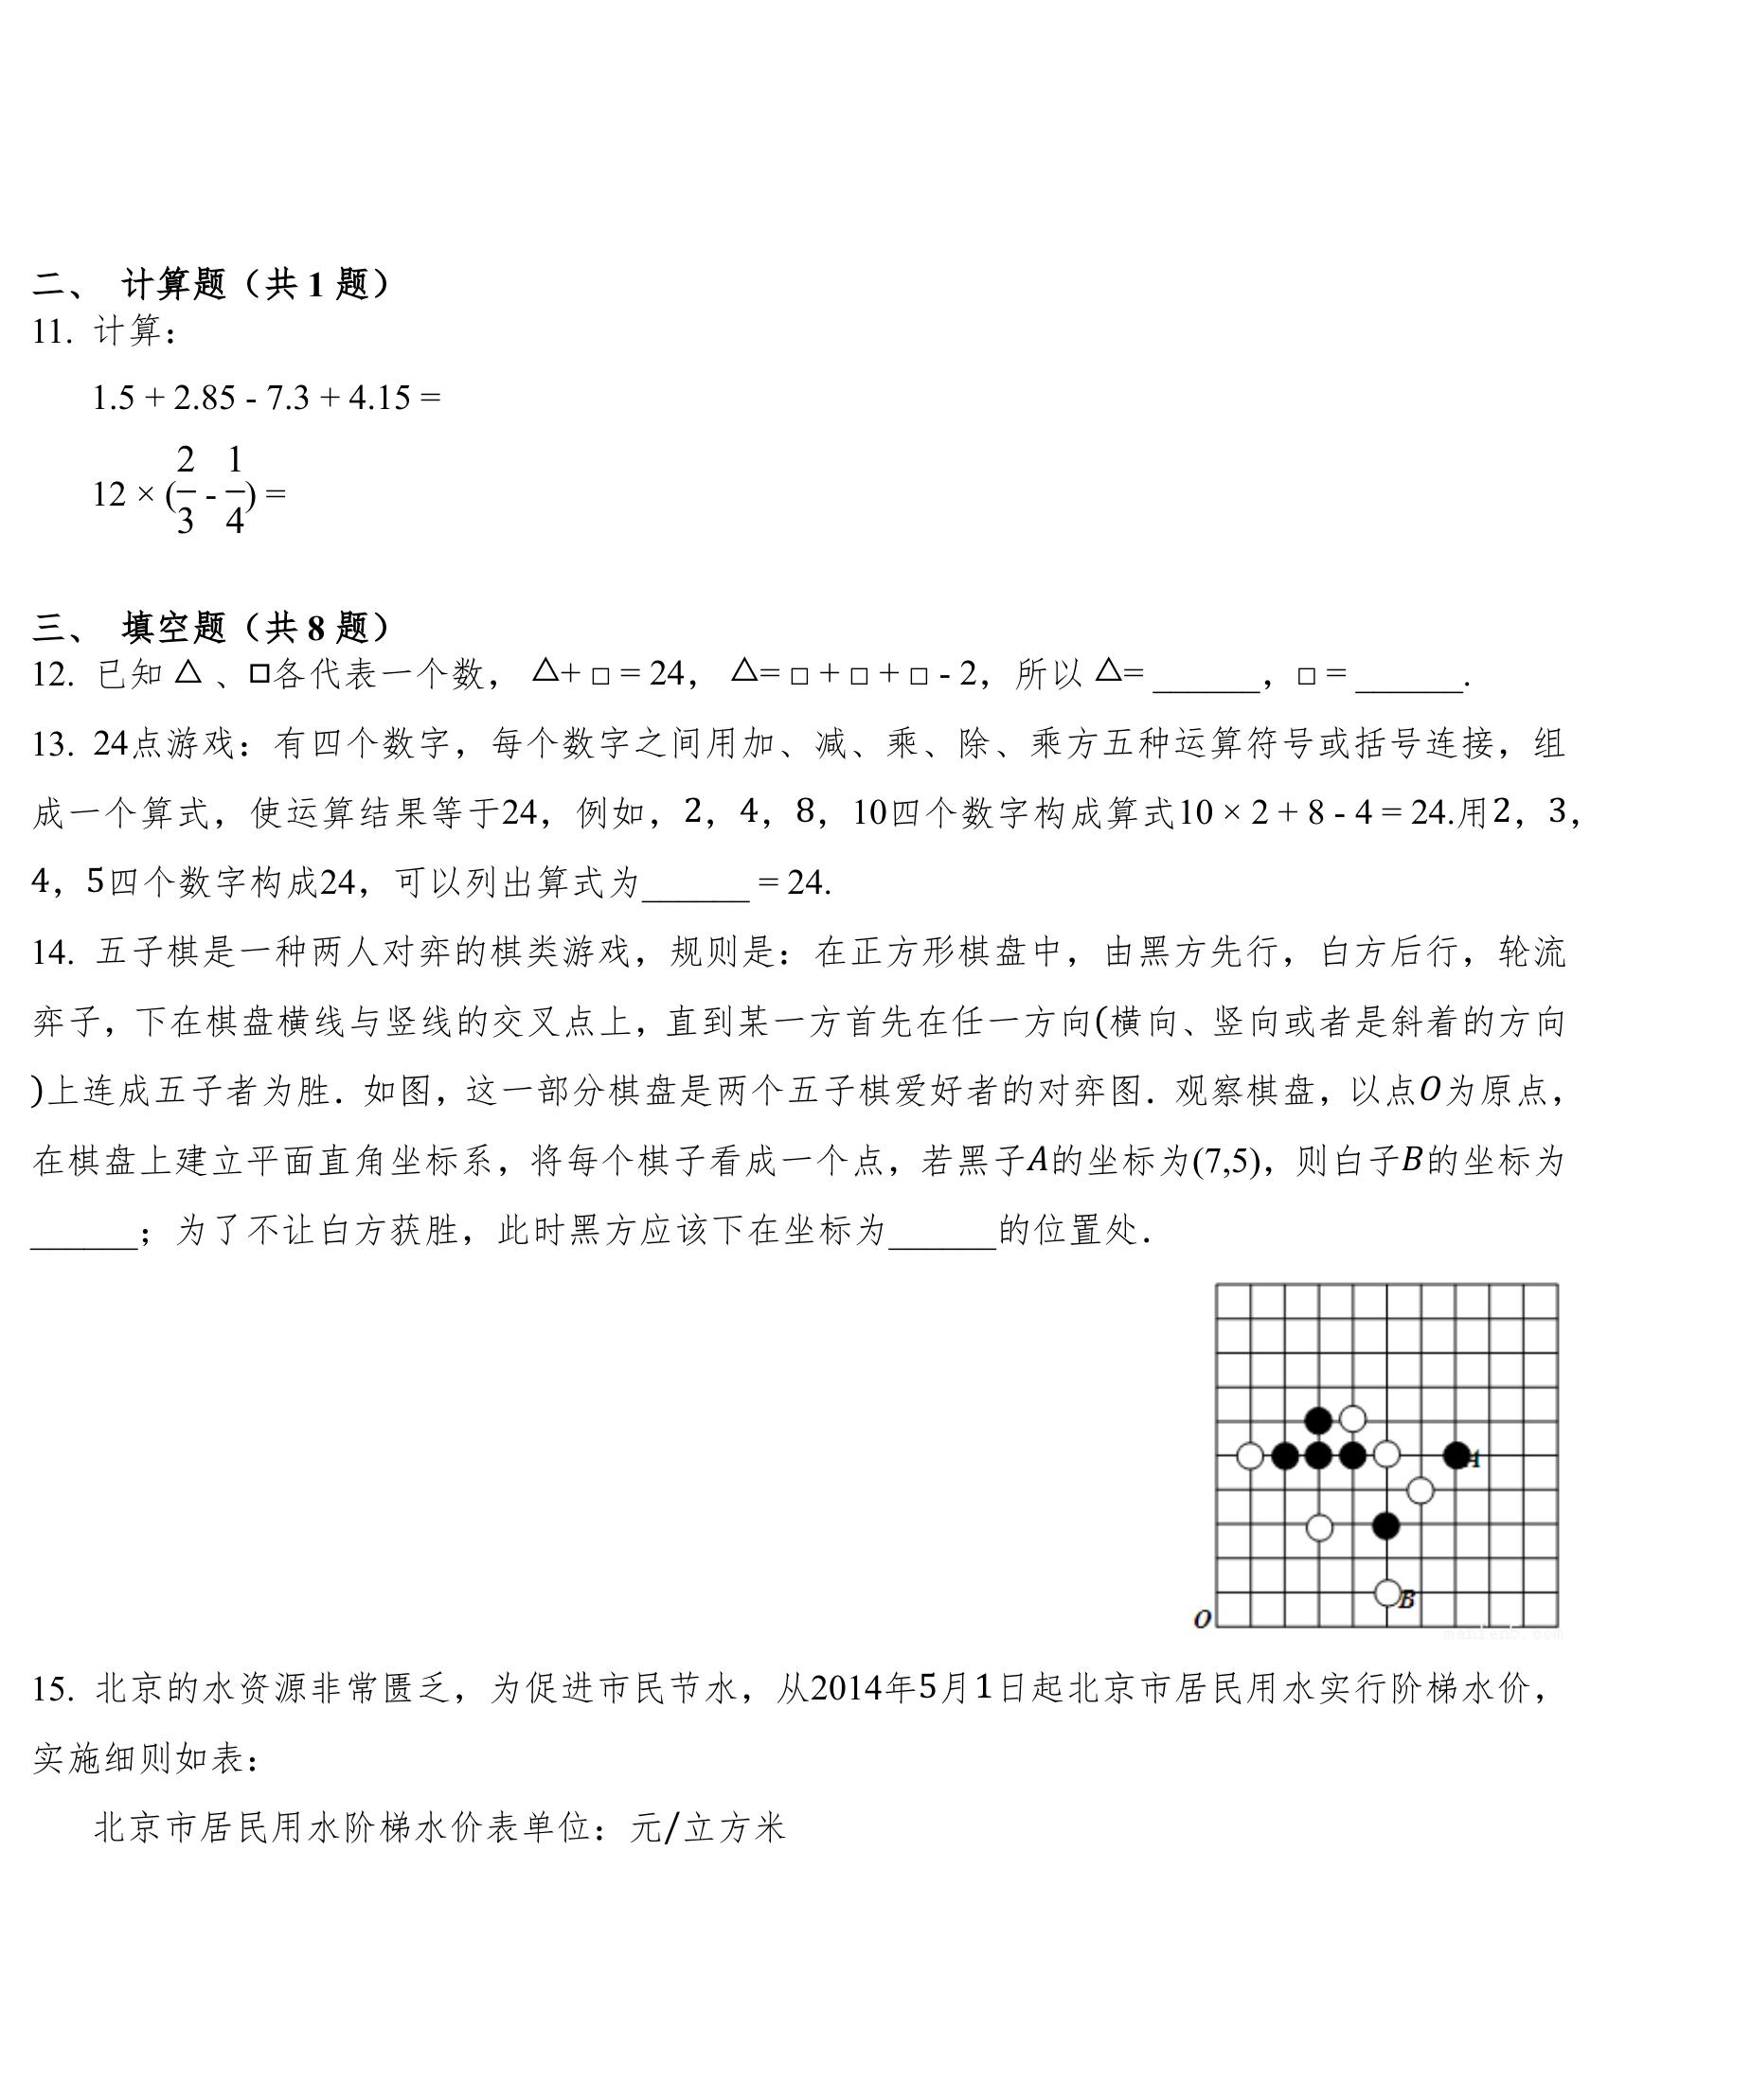 二、 计算题（共 1 题）
11. 计算：
1.5 + 2.85 - 7.3 + 4.15 =
12 × (2/3 - 1/4) =
三、 填空题（共 8 题）
12. 已知 △ 、□各代表一个数， △+ □ = 24， △= □ + □ + □ - 2，所以 △= ______，□ = ______.
13. 24点游戏：有四个数字，每个数字之间用加、减、乘、除、乘方五种运算符号或括号连接，组
成一个算式，使运算结果等于24，例如，2，4，8，10四个数字构成算式10 × 2 + 8 - 4 = 24.用2，3，
4，5四个数字构成24，可以列出算式为______ = 24.
14. 五子棋是一种两人对弈的棋类游戏，规则是：在正方形棋盘中，由黑方先行，白方后行，轮流
弈子，下在棋盘横线与竖线的交叉点上，直到某一方首先在任一方向(横向、竖向或者是斜着的方向
)上连成五子者为胜．如图，这一部分棋盘是两个五子棋爱好者的对弈图．观察棋盘，以点O为原点，
在棋盘上建立平面直角坐标系，将每个棋子看成一个点，若黑子A的坐标为(7,5)，则白子B的坐标为
______；为了不让白方获胜，此时黑方应该下在坐标为______的位置处．
A
B
O
15. 北京的水资源非常匮乏，为促进市民节水，从2014年5月1日起北京市居民用水实行阶梯水价，
实施细则如表：
北京市居民用水阶梯水价表单位：元/立方米